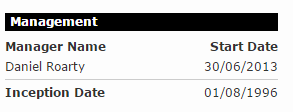 Management
Manager Name Start Date
Daniel Roarty 30/06/2013
Inception Date 01/08/1996